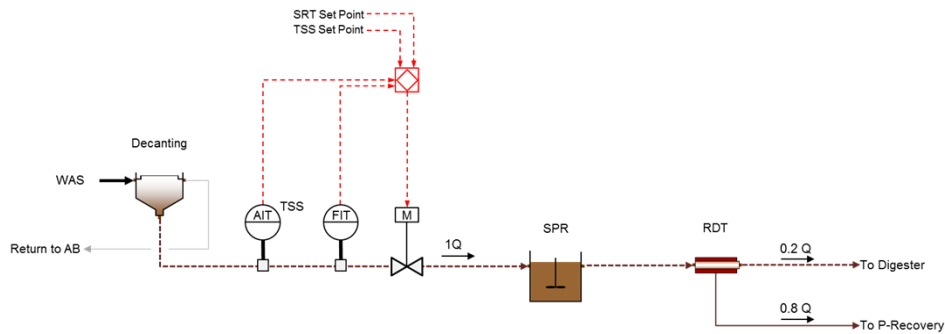 SRT Set Point
TSS Set Point
Decanting
WAS
AIT
TSS
FIT
M
Return to AB
1Q
SPR
RDT
0.2 Q
To Digester
0.8 Q
To P-Recovery